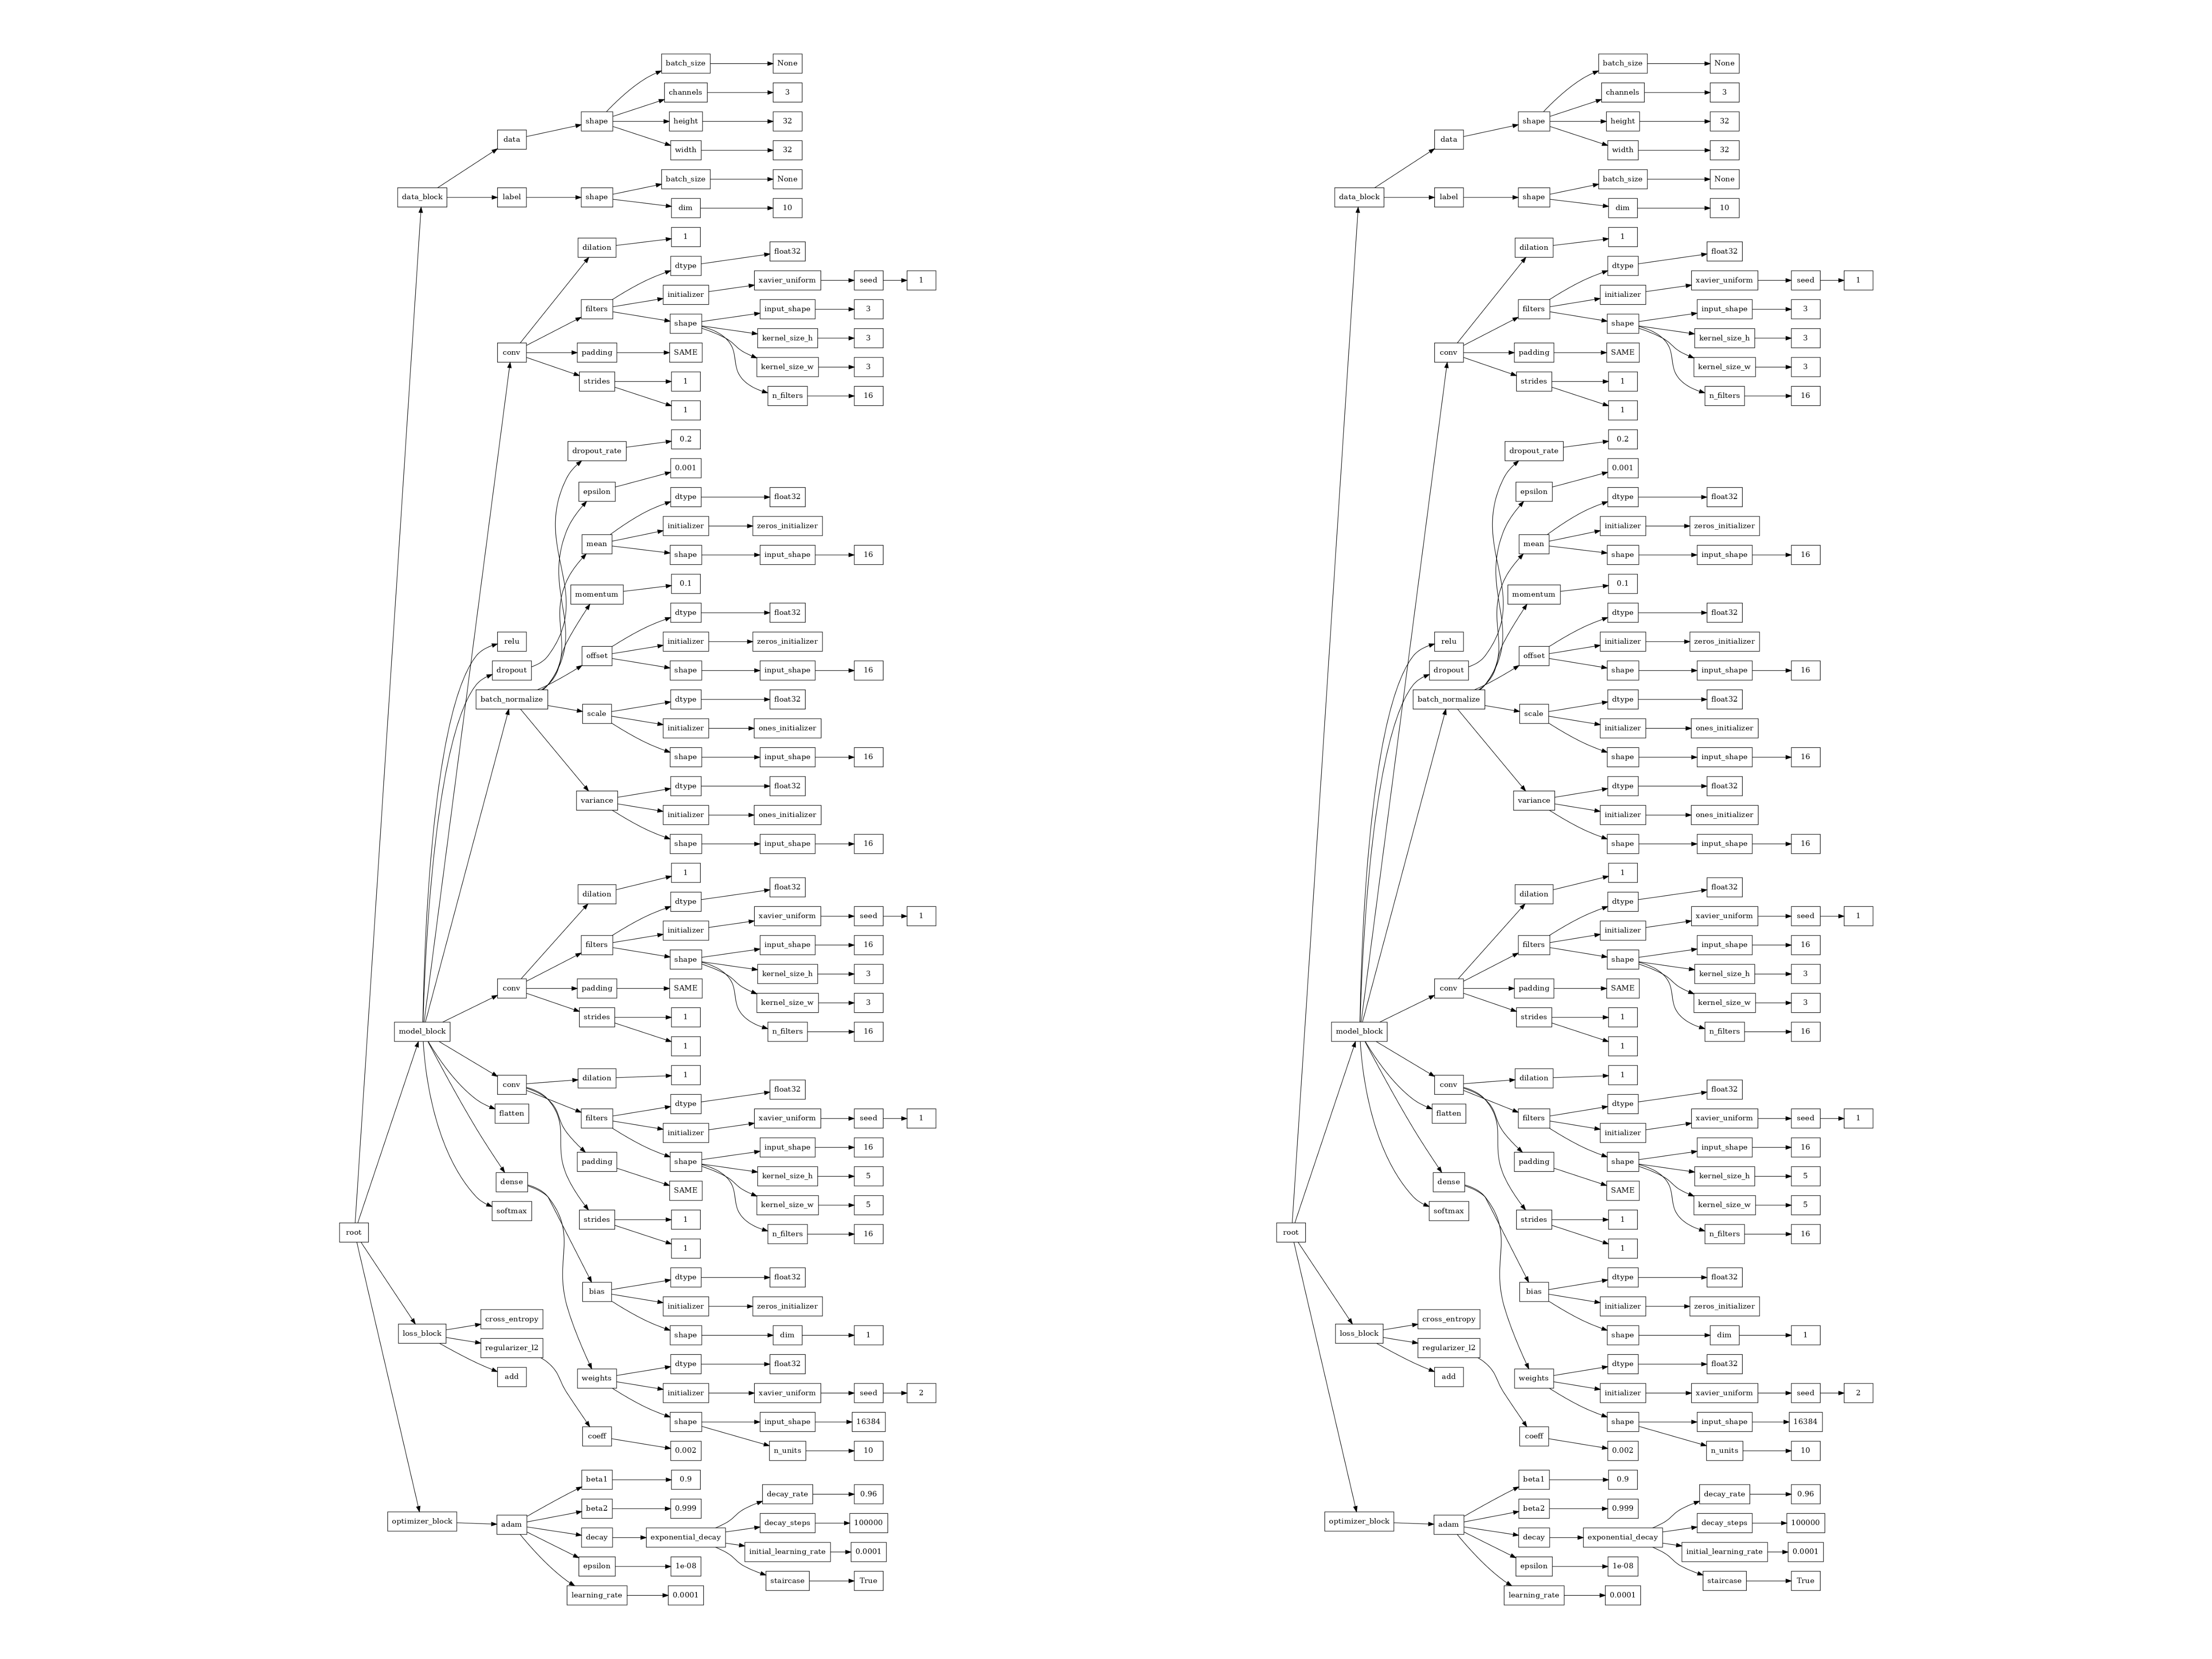 batch_size None
channels 3
shape height 32
data width 32
batch_size None
data_block label shape
dim 10
dilation 1
dtype float32
initializer xavier_uniform seed 1
filters input_shape 3
shape
kernel_size_h 3
conv padding SAME
kernel_size_w 3
strides 1
n_filters 16
1
dropout_rate 0.2
epsilon 0.001
dtype float32
initializer zeros_initializer
mean
shape input_shape 16
momentum 0.1
dtype float32
relu initializer zeros_initializer
offset
dropout shape input_shape 16
batch_normalize dtype float32
scale
initializer ones_initializer
shape input_shape 16
dtype float32
variance
initializer ones_initializer
shape input_shape 16
dilation 1
dtype float32
initializer xavier_uniform seed 1
filters input_shape 16
shape
kernel_size_h 3
conv padding SAME
kernel_size_w 3
strides 1
model_block n_filters 16
1
conv dilation 1
dtype float32
flatten filters xavier_uniform seed 1
initializer
input_shape 16
padding shape
kernel_size_h 5
dense
SAME
kernel_size_w 5
softmax strides 1
root n_filters 16
1
dtype float32
bias
initializer zeros_initializer
cross_entropy
loss_block shape dim 1
regularizer_l2
dtype float32
add weights
initializer xavier_uniform seed 2
shape input_shape 16384
coeff
0.002 n_units 10
beta1 0.9
decay_rate 0.96
beta2 0.999
optimizer_block adam decay_steps 100000
decay exponential_decay
initial_learning_rate 0.0001
epsilon 1e-08
staircase True
learning_rate 0.0001
batch_size None
channels 3
shape height 32
data width 32
batch_size None
data_block label shape
dim 10
dilation 1
dtype float32
initializer xavier_uniform seed 1
filters input_shape 3
shape
kernel_size_h 3
conv padding SAME
kernel_size_w 3
strides 1
n_filters 16
1
dropout_rate 0.2
epsilon 0.001
dtype float32
initializer zeros_initializer
mean
shape input_shape 16
momentum 0.1
dtype float32
relu initializer zeros_initializer
offset
dropout shape input_shape 16
batch_normalize dtype float32
scale
initializer ones_initializer
shape input_shape 16
dtype float32
variance
initializer ones_initializer
shape input_shape 16
dilation 1
dtype float32
initializer xavier_uniform seed 1
filters input_shape 16
shape
kernel_size_h 3
conv padding SAME
kernel_size_w 3
strides 1
model_block n_filters 16
1
conv dilation 1
dtype float32
flatten filters xavier_uniform seed 1
initializer
input_shape 16
padding shape
kernel_size_h 5
dense
SAME
kernel_size_w 5
softmax strides 1
root n_filters 16
1
dtype float32
bias
initializer zeros_initializer
cross_entropy
loss_block shape dim 1
regularizer_l2
dtype float32
add weights
initializer xavier_uniform seed 2
shape input_shape 16384
coeff
0.002 n_units 10
beta1 0.9
decay_rate 0.96
beta2 0.999
optimizer_block adam decay_steps 100000
decay exponential_decay
initial_learning_rate 0.0001
epsilon 1e-08
staircase True
learning_rate 0.0001